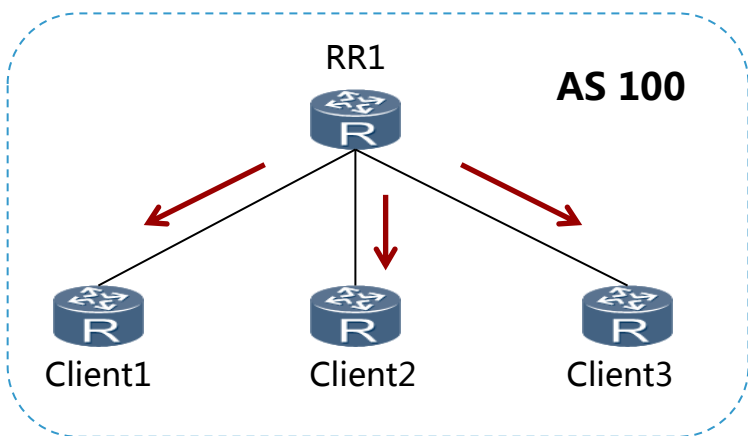 RR1
AS 100
R
R
R
R
Client1
Client2
Client3